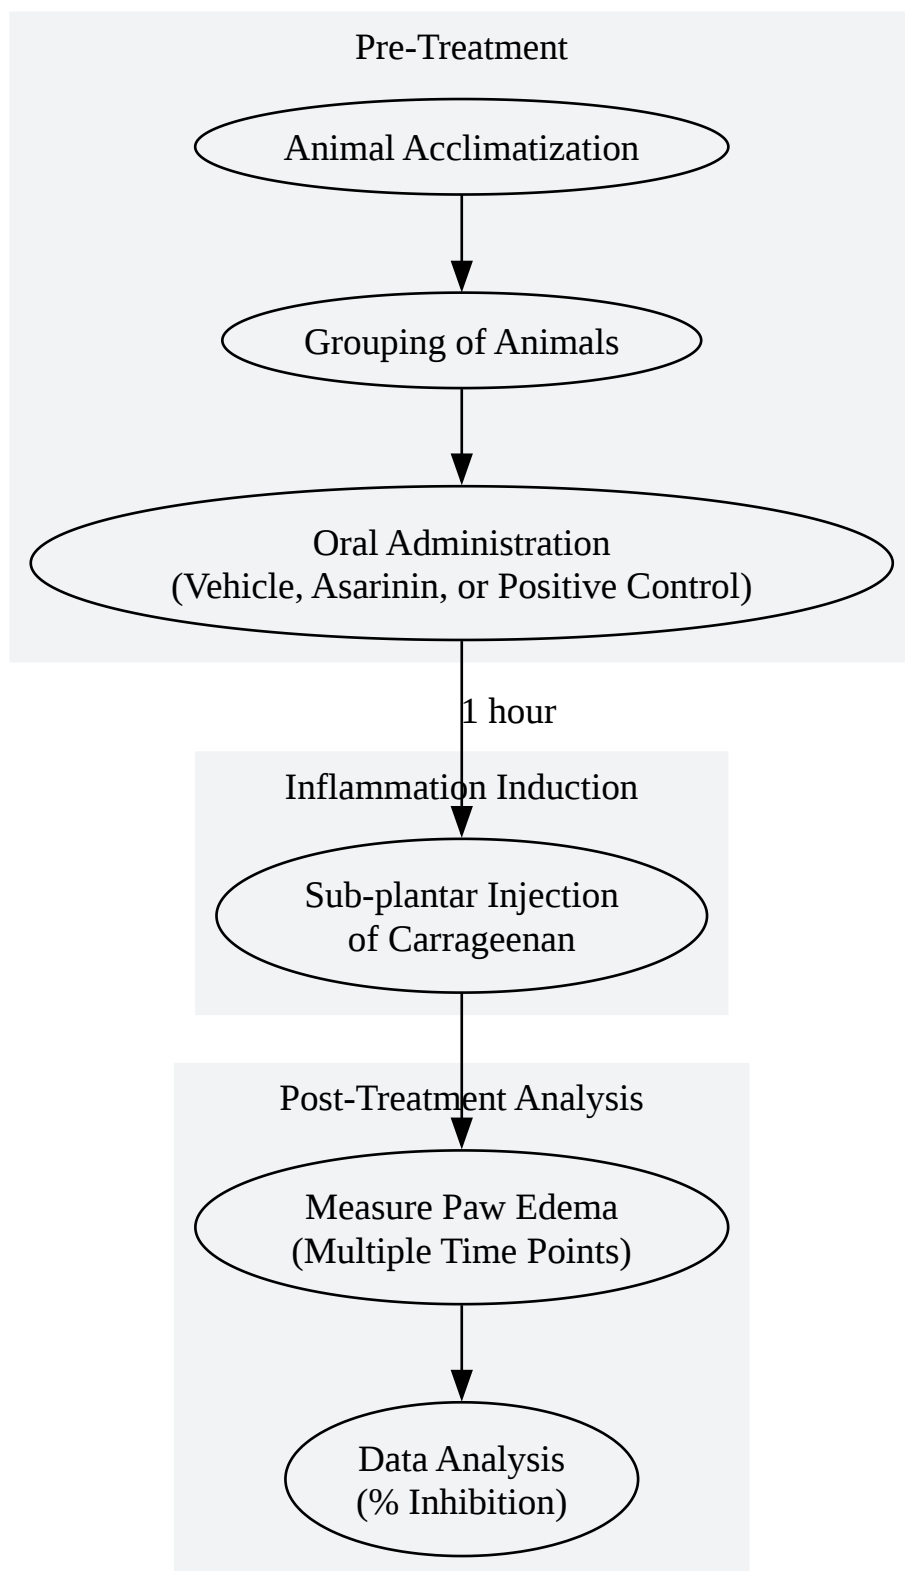 Pre-Treatment
Animal Acclimatization
Grouping of Animals
Oral Administration
(Vehicle, Asarinin, or Positive Control)
1 hour
Inflammation Induction
Sub-plantar Injection
of Carrageenan
Post-Treatment Analysis
Measure Paw Edema
(Multiple Time Points)
Data Analysis
(% Inhibition)